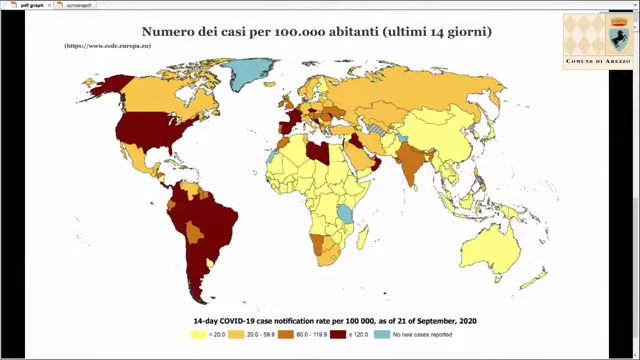 pdf graph
Numero dei casi per 100.000 abitanti (ultimi 14 giorni)
(https://www.ecdc.europa.eu)
COMUNE DI AREZZO
14-day COVID-19 case notification rate per 100 000, as of 21 of September, 2020
< 20.0 20.0 - 59.9 60.0 - 119.9 ≥ 120.0 No new cases reported